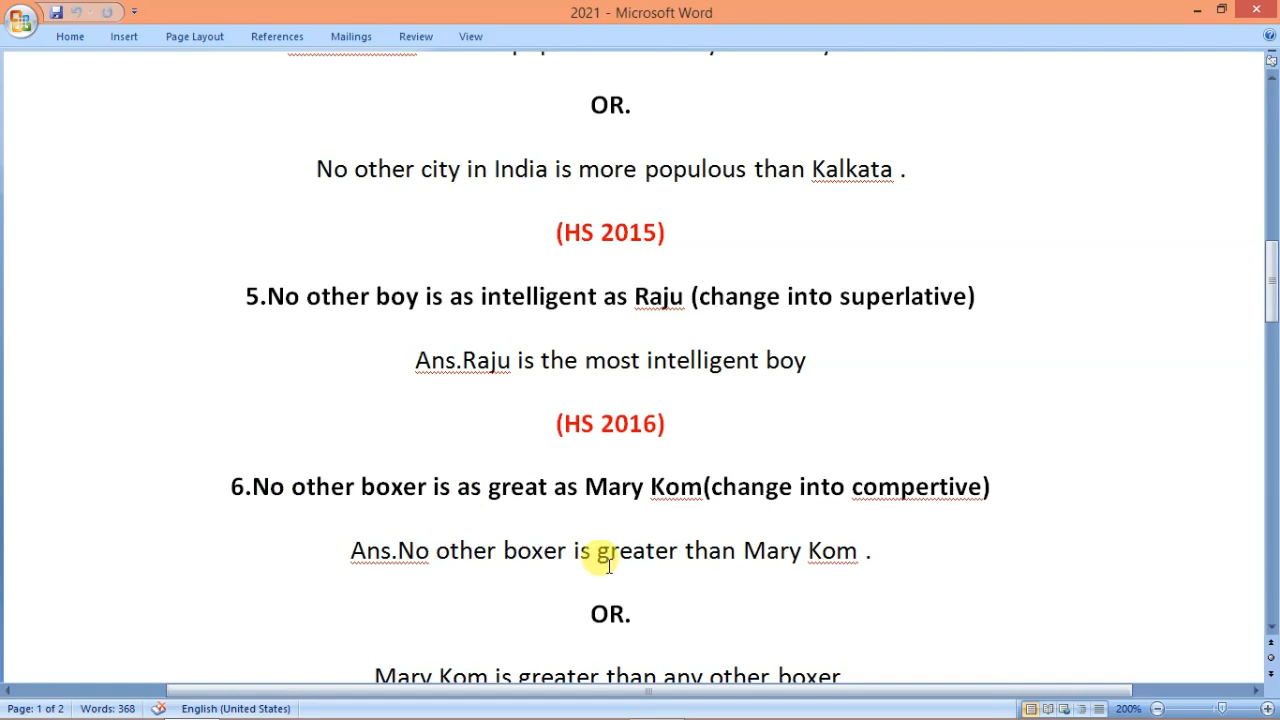 2021 - Microsoft Word
Home Insert Page Layout References Mailings Review View
OR.
No other city in India is more populous than Kalkata .
(HS 2015)
5.No other boy is as intelligent as Raju (change into superlative)
Ans.Raju is the most intelligent boy
(HS 2016)
6.No other boxer is as great as Mary Kom(change into compertive)
Ans.No other boxer is greater than Mary Kom .
OR.
Mary Kom is greater than any other boxer
Page: 1 of 2 Words: 368 English (United States) 200%